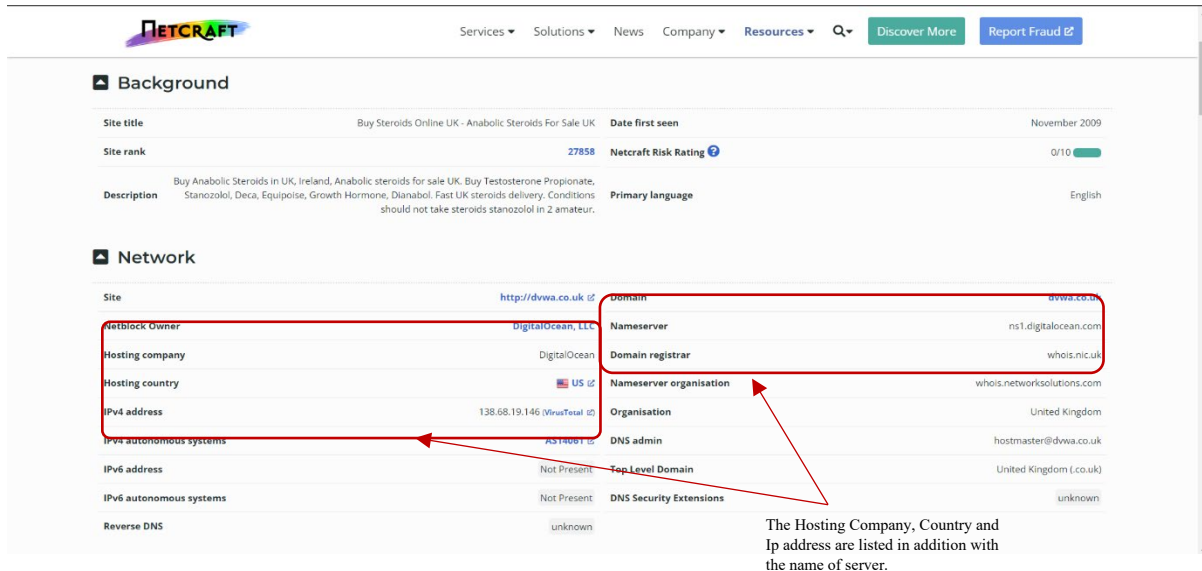 NETCRAFT
Services Solutions News Company Resources Discover More Report Fraud
Background
Site title Buy Steroids Online UK - Anabolic Steroids For Sale UK Date first seen November 2009
Site rank 27858 Netcraft Risk Rating ? 0/10
Buy Anabolic Steroids in UK, Ireland, Anabolic steroids for sale UK. Buy Testosterone Propionate,
Description Stanozolol, Deca, Equipoise, Growth Hormone, Dianabol. Fast UK steroids delivery. Conditions Primary language English
should not take steroids stanozolol in 2 amateur.
Network
Site http://dvwa.co.uk Domain dvwa.co.uk
Netblock Owner DigitalOcean, LLC Nameserver ns1.digitalocean.com
Hosting company DigitalOcean Domain registrar whois.nic.uk
Hosting country US Nameserver organisation whois.networksolutions.com
IPv4 address 138.68.19.146 (VirusTotal) Organisation United Kingdom
IPv4 autonomous systems AS14061 DNS admin hostmaster@dvwa.co.uk
IPv6 address Not Present Top Level Domain United Kingdom (.co.uk)
IPv6 autonomous systems Not Present DNS Security Extensions unknown
Reverse DNS unknown
The Hosting Company, Country and
Ip address are listed in addition with
the name of server.